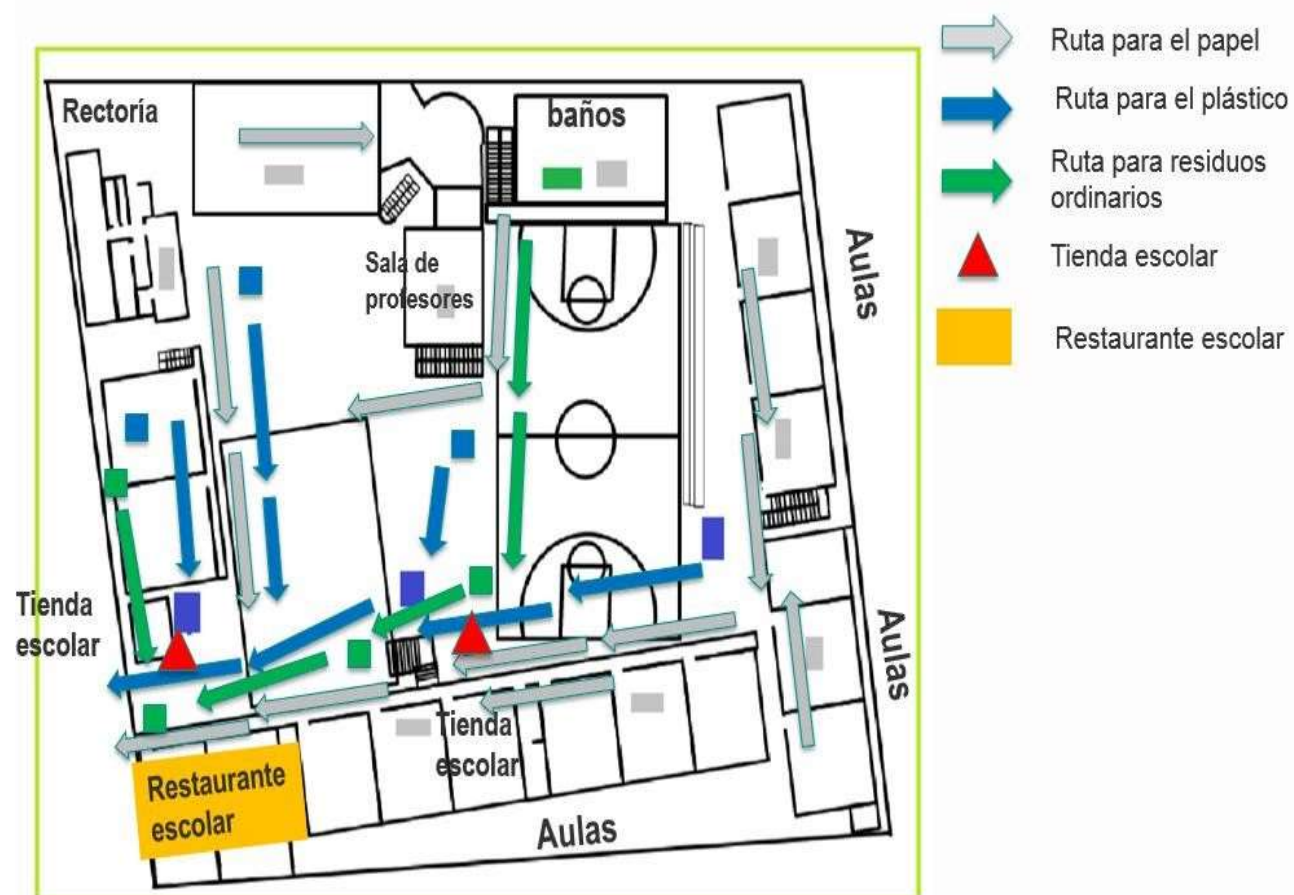 Ruta para el papel
Ruta para el plástico
Ruta para residuos
ordinarios
Tienda escolar
Restaurante escolar
Rectoría
baños
Sala de
profesores
Aulas
Tienda
escolar
Aulas
Tienda
escolar
Restaurante
escolar
Aulas